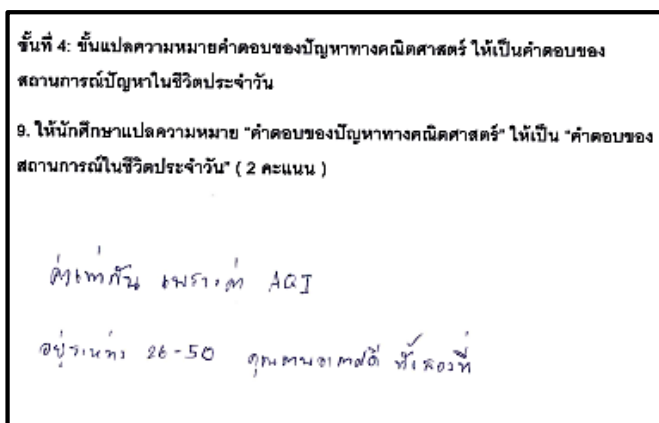 ขั้นที่ 4: ขั้นแปลความหมายคำตอบของปัญหาทางคณิตศาสตร์ ให้เป็นคำตอบของ
สถานการณ์ปัญหาในชีวิตประจำวัน
9. ให้นักศึกษาแปลความหมาย "คำตอบของปัญหาทางคณิตศาสตร์" ให้เป็น "คำตอบของ
สถานการณ์ในชีวิตประจำวัน" ( 2 คะแนน )
ค่าเท่ากัน เพราะค่า AQI
อยู่ระหว่าง 26-50 คุณภาพอากาศดี ทั้งสองที่